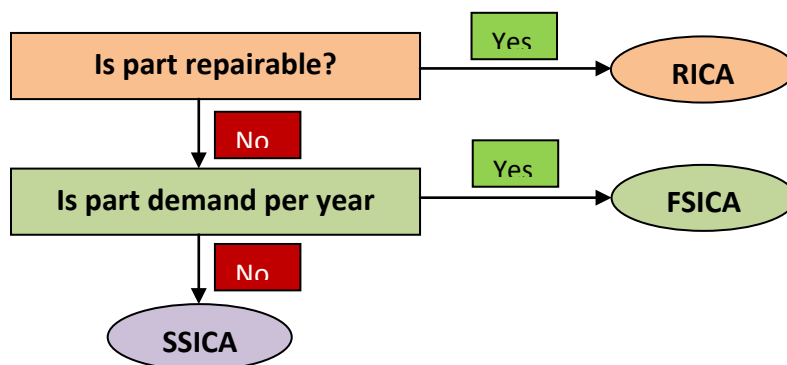 Is part repairable?
Yes
RICA
No
Is part demand per year
Yes
FSICA
No
SSICA